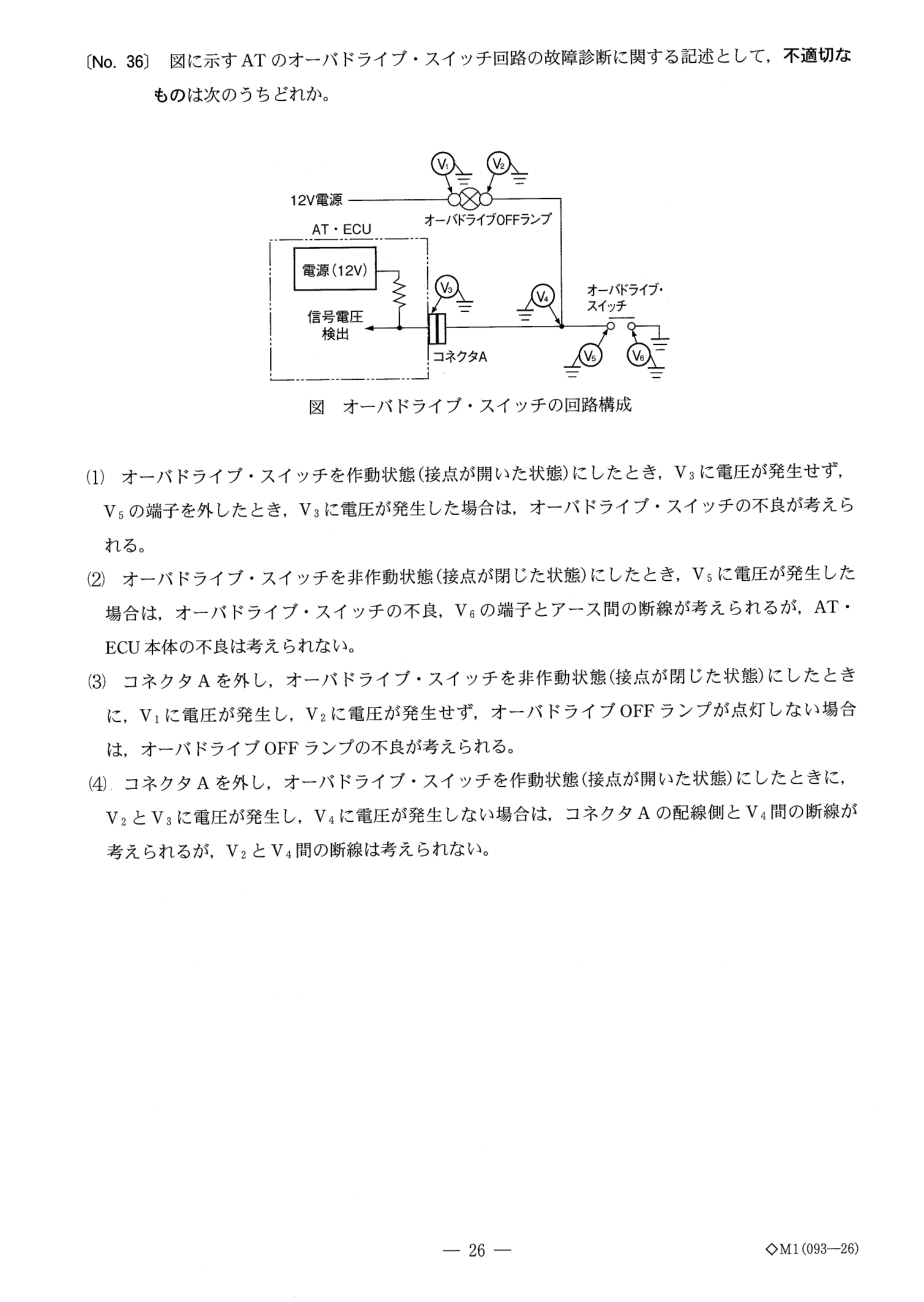 〔No. 36〕 図に示す AT のオーバドライブ・スイッチ回路の故障診断に関する記述として，不適切な
ものは次のうちどれか。
V₁
V₂
12V電源
オーバドライブOFFランプ
AT・ECU
電源(12V)
V₃
V₄
オーバドライブ・
スイッチ
信号電圧
検出
コネクタA
V₅
V₆
図 オーバドライブ・スイッチの回路構成
⑴ オーバドライブ・スイッチを作動状態(接点が開いた状態)にしたとき，V₃に電圧が発生せず，
V₅の端子を外したとき，V₃に電圧が発生した場合は，オーバドライブ・スイッチの不良が考えら
れる。
⑵ オーバドライブ・スイッチを非作動状態(接点が閉じた状態)にしたとき，V₅に電圧が発生した
場合は，オーバドライブ・スイッチの不良，V₆の端子とアース間の断線が考えられるが，AT・
ECU 本体の不良は考えられない。
⑶ コネクタ A を外し，オーバドライブ・スイッチを非作動状態(接点が閉じた状態)にしたとき
に，V₁に電圧が発生し，V₂に電圧が発生せず，オーバドライブ OFF ランプが点灯しない場合
は，オーバドライブ OFF ランプの不良が考えられる。
⑷ コネクタ A を外し，オーバドライブ・スイッチを作動状態(接点が開いた状態)にしたときに，
V₂とV₃に電圧が発生し，V₄に電圧が発生しない場合は，コネクタ A の配線側とV₄間の断線が
考えられるが，V₂とV₄間の断線は考えられない。
— 26 —
◇M1(093—26)